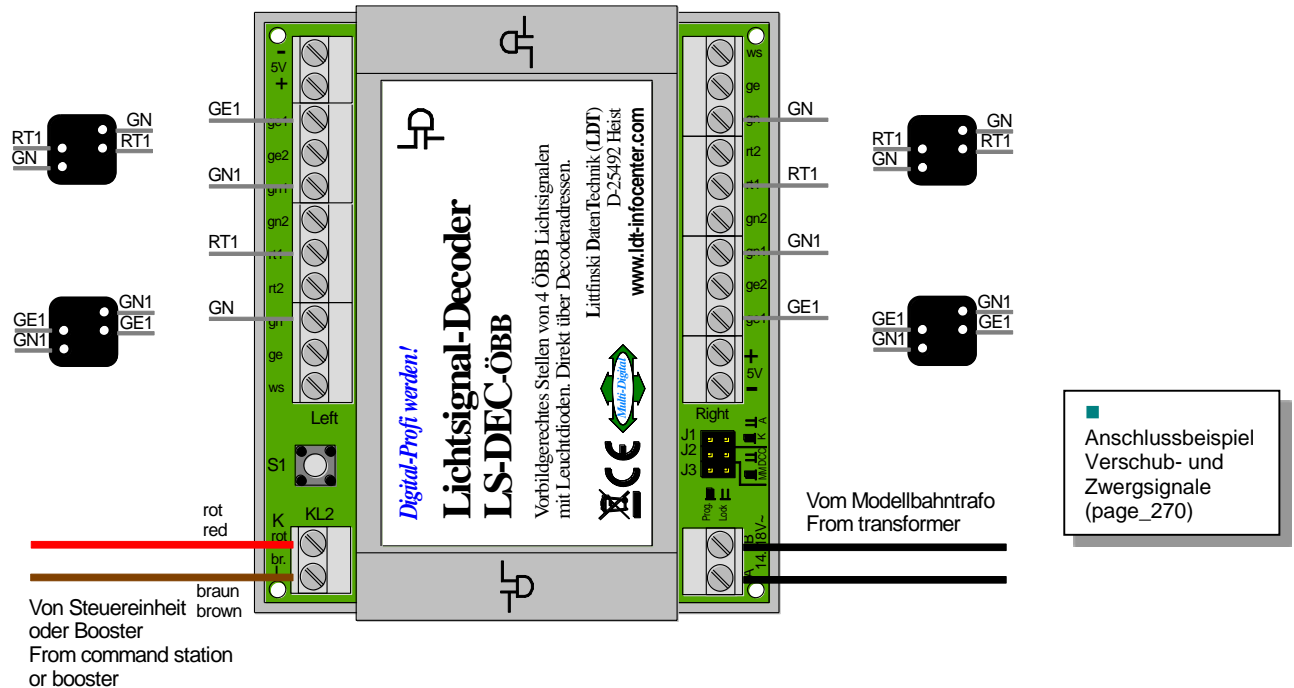 GN
RT1
RT1
GN
GN1
GE1
GE1
GN1
GE1
GN1
RT1
GN
-
5V
+
ge1
ge2
gn1
gn2
rt1
rt2
gn
ge
ws
Left
S1
K KL2
rot
br.
rot
red
braun
brown
Von Steuereinheit
oder Booster
From command station
or booster
Digital-Profi werden!
Lichtsignal-Decoder
LS-DEC-ÖBB
Vorbildgerechtes Stellen von 4 ÖBB Lichtsignalen
mit Leuchtdioden. Direkt über Decoderadressen.
Littfinski DatenTechnik (LDT)
D-25492 Heist
www.ldt-infocenter.com
Multi-Digital
CE
ws
ge
gn
rt2
rt1
gn2
gn1
ge2
ge1
+
5V
-
Right
J1
J2
J3
K A
MM DCC
Prog.
Lock
B
A
14..18V~
GN
RT1
GN1
GE1
GN
RT1
RT1
GN
GN1
GE1
GE1
GN1
Vom Modellbahntrafo
From transformer
Anschlussbeispiel
Verschub- und
Zwergsignale
(page_270)